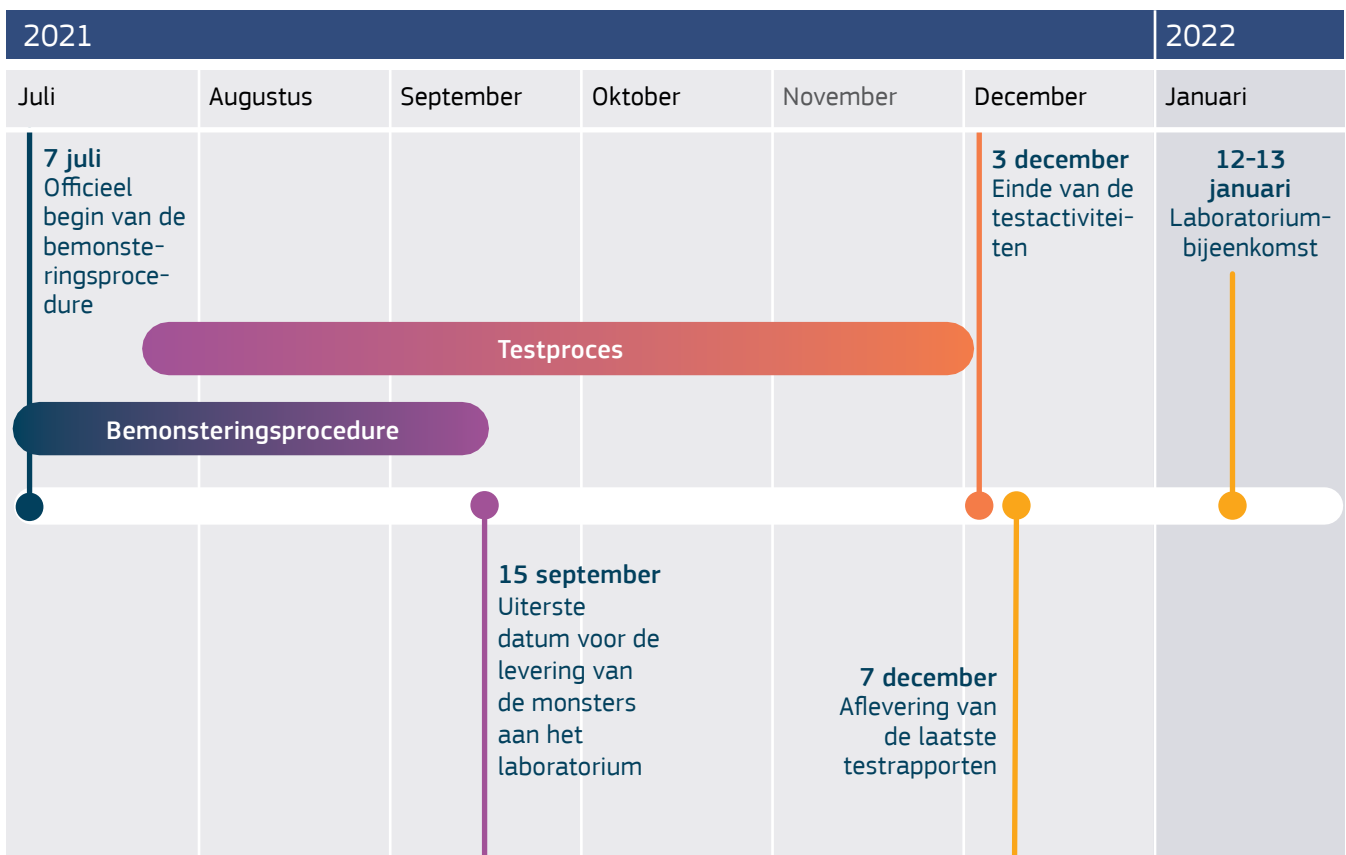 2021
2022
Juli
Augustus
September
Oktober
November
December
Januari
7 juli
Officieel
begin van de
bemonste-
ringsproce-
dure
3 december
Einde van de
testactivitei-
ten
12-13
januari
Laboratorium-
bijeenkomst
Testproces
Bemonsteringsprocedure
15 september
Uiterste
datum voor de
levering van
de monsters
aan het
laboratorium
7 december
Aflevering van
de laatste
testrapporten